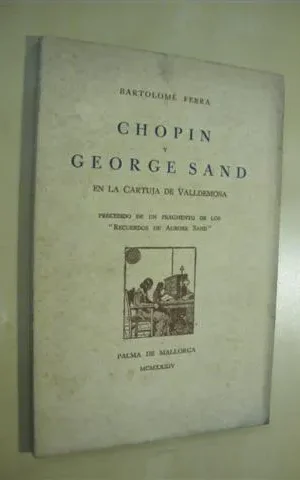 BARTOLOMÉ FERRA
CHOPIN
Y
GEORGE SAND
EN LA CARTUJA DE VALLDEMOSA
PRECEDIDO DE UN FRAGMENTO DE LOS
"RECUERDOS DE AURORE SAND"
PALMA DE MALLORCA
MCMXXXIV